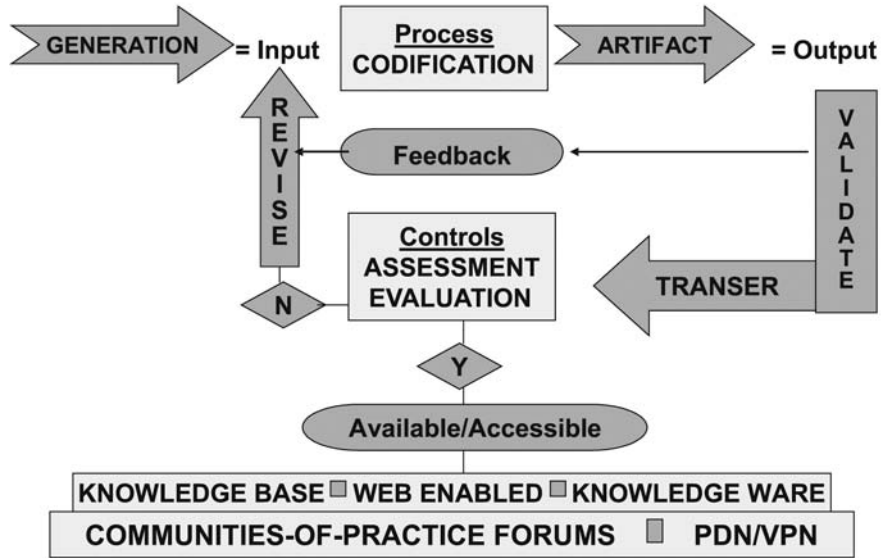 GENERATION
= Input
Process
CODIFICATION
ARTIFACT
= Output
REVISE
Feedback
VALIDATE
Controls
ASSESSMENT
EVALUATION
TRANSER
N
Y
Available/Accessible
KNOWLEDGE BASE WEB ENABLED KNOWLEDGE WARE
COMMUNITIES-OF-PRACTICE FORUMS PDN/VPN